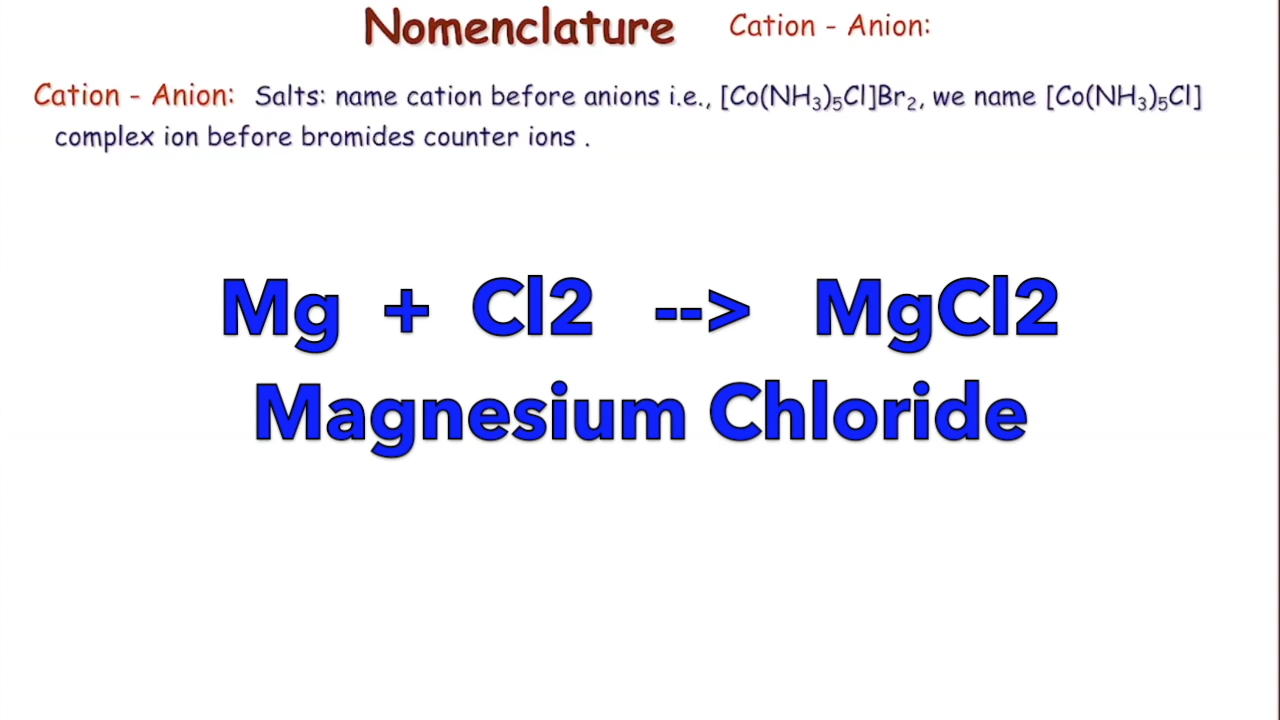 Nomenclature Cation - Anion:
Cation - Anion: Salts: name cation before anions i.e., [Co(NH₃)₅Cl]Br₂, we name [Co(NH₃)₅Cl]
complex ion before bromides counter ions .
Mg + Cl2 --> MgCl2
Magnesium Chloride